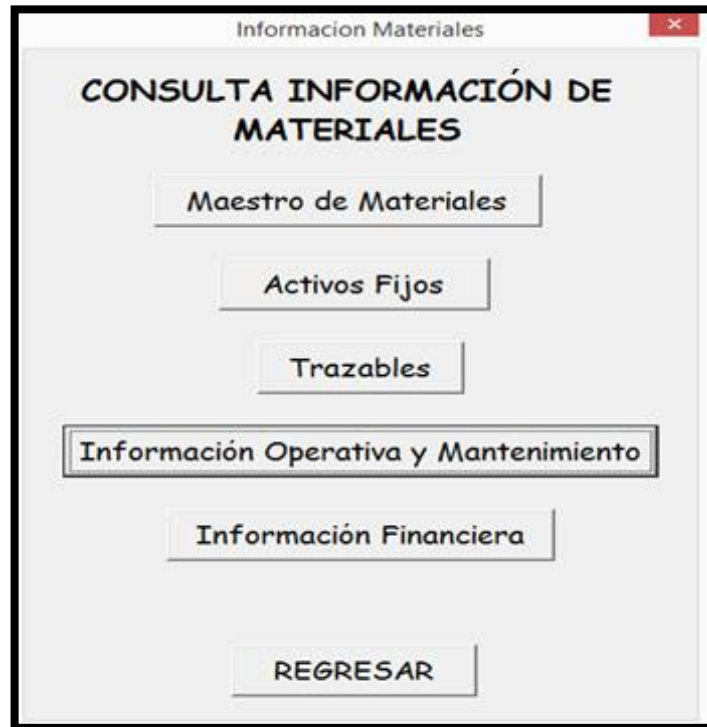 Informacion Materiales
CONSULTA INFORMACIÓN DE
MATERIALES
Maestro de Materiales
Activos Fijos
Trazables
Información Operativa y Mantenimiento
Información Financiera
REGRESAR